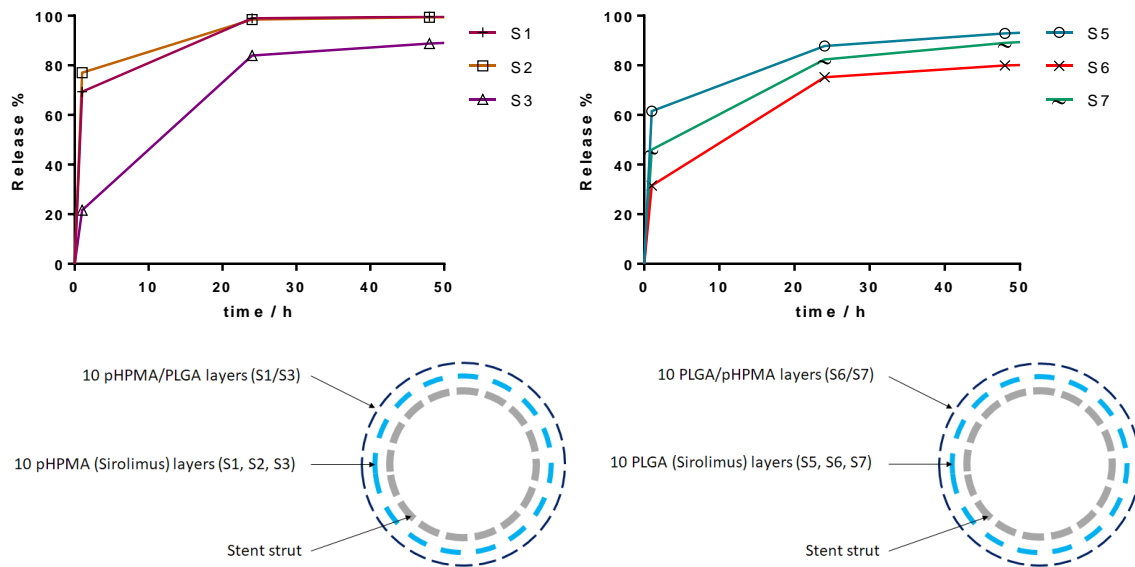 100
80
60
40
20
0
Release %
0 10 20 30 40 50
time / h
S1
S2
S3
100
80
60
40
20
0
Release %
0 10 20 30 40 50
time / h
S5
S6
S7
10 pHPMA/PLGA layers (S1/S3)
10 pHPMA (Sirolimus) layers (S1, S2, S3)
Stent strut
10 PLGA/pHPMA layers (S6/S7)
10 PLGA (Sirolimus) layers (S5, S6, S7)
Stent strut